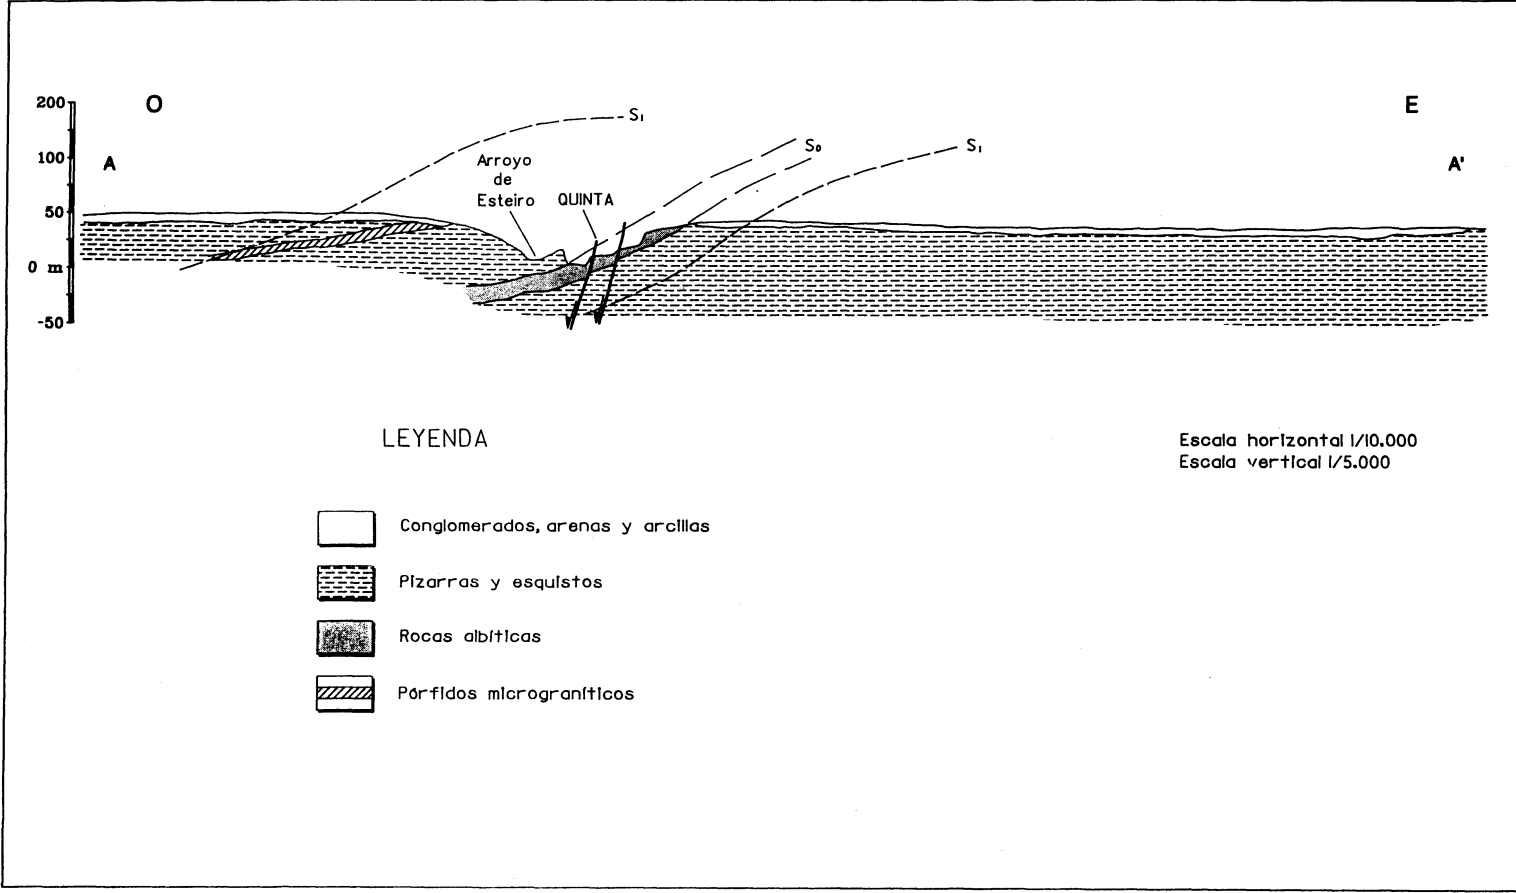 O
E
200
100
50
0 m
-50
A
A'
S₁
S₀
S₁
Arroyo
de
Esteiro
QUINTA
LEYENDA
Escala horizontal 1/10.000
Escala vertical 1/5.000
Conglomerados, arenas y arcillas
Pizarras y esquistos
Rocas albíticas
Pórfidos micrograníticos